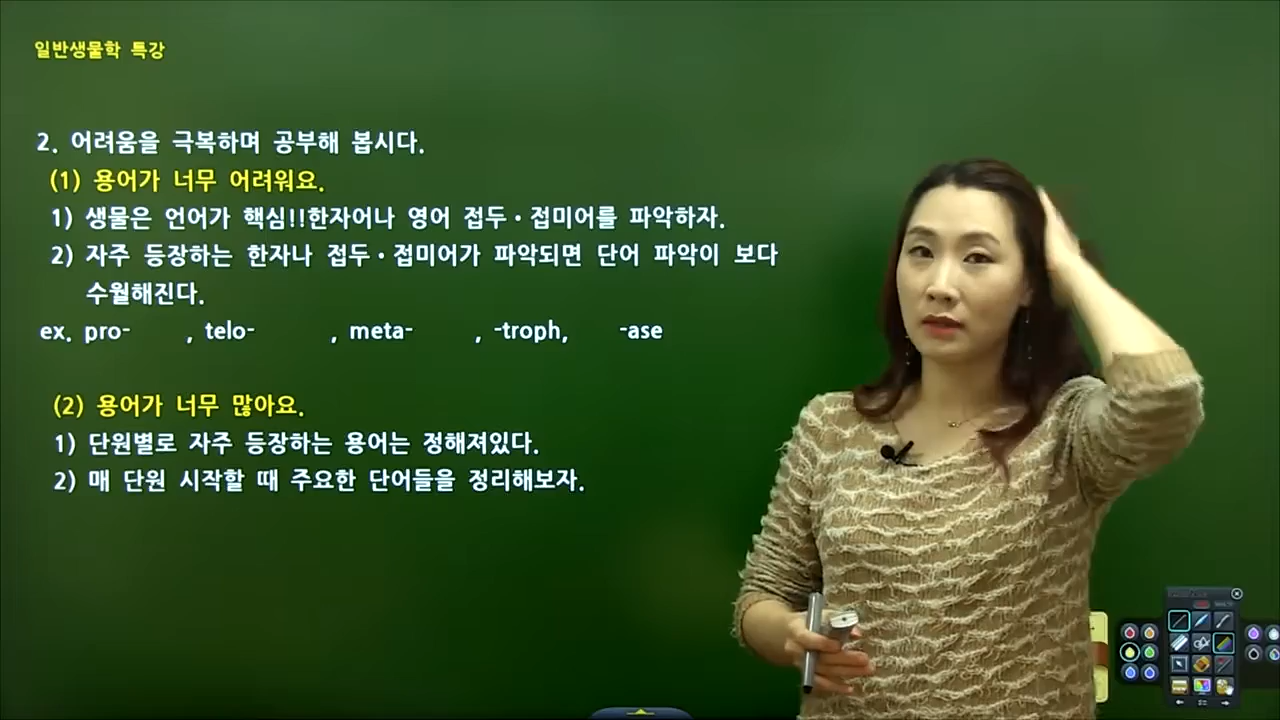 일반생물학 특강
2. 어려움을 극복하며 공부해 봅시다.
(1) 용어가 너무 어려워요.
1) 생물은 언어가 핵심!!한자어나 영어 접두·접미어를 파악하자.
2) 자주 등장하는 한자나 접두·접미어가 파악되면 단어 파악이 보다
수월해진다.
ex. pro- , telo- , meta- , -troph, -ase
(2) 용어가 너무 많아요.
1) 단원별로 자주 등장하는 용어는 정해져있다.
2) 매 단원 시작할 때 주요한 단어들을 정리해보자.